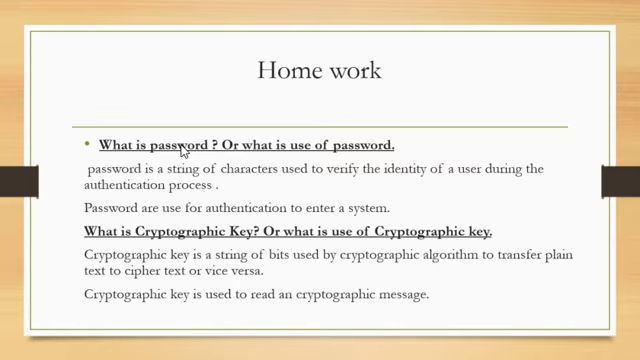 Home work
What is password ? Or what is use of password.
password is a string of characters used to verify the identity of a user during the
authentication process .
Password are use for authentication to enter a system.
What is Cryptographic Key? Or what is use of Cryptographic key.
Cryptographic key is a string of bits used by cryptographic algorithm to transfer plain
text to cipher text or vice versa.
Cryptographic key is used to read an cryptographic message.